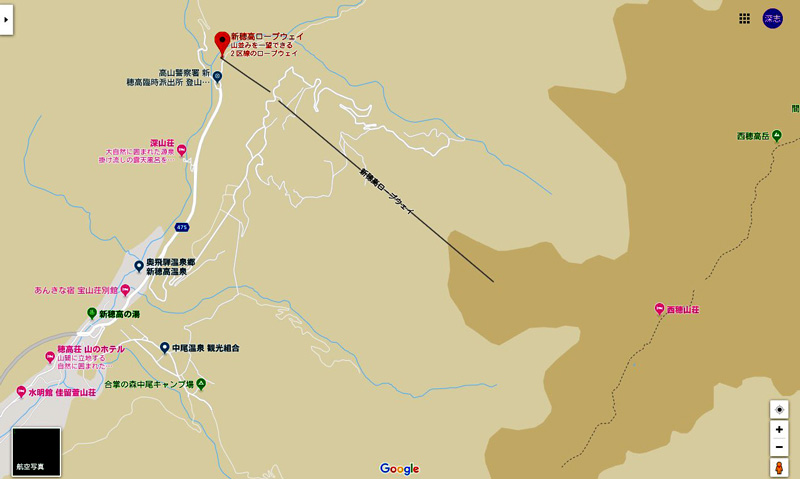 新穂高ロープウェイ
山並みを一望できる
2区線のロープウェイ
深志
高山警察署 新
穂高臨時派出所 登山…
間
西穂高岳
深山荘
大自然に囲まれた源泉
掛け流しの露天風呂を…
新穂高ロープウェイ
475
奥飛騨温泉郷
新穂高温泉
あんきな宿 宝山荘別館
新穂高の湯
西穂山荘
穂高荘 山のホテル
山間に立地する
自然に囲まれた…
中尾温泉 観光組合
合掌の森中尾キャンプ場
水明館 佳留萱山荘
航空写真
Google